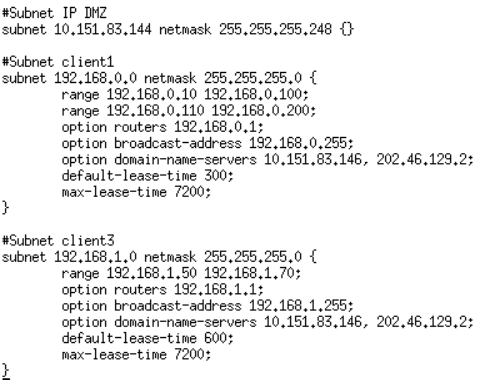 #Subnet IP DMZ
subnet 10.151.83.144 netmask 255.255.255.248 {}
#Subnet client1
subnet 192.168.0.0 netmask 255.255.255.0 {
range 192.168.0.10 192.168.0.100;
range 192.168.0.110 192.168.0.200;
option routers 192.168.0.1;
option broadcast-address 192.168.0.255;
option domain-name-servers 10.151.83.146, 202.46.129.2;
default-lease-time 300;
max-lease-time 7200;
}
#Subnet client3
subnet 192.168.1.0 netmask 255.255.255.0 {
range 192.168.1.50 192.168.1.70;
option routers 192.168.1.1;
option broadcast-address 192.168.1.255;
option domain-name-servers 10.151.83.146, 202.46.129.2;
default-lease-time 600;
max-lease-time 7200;
}